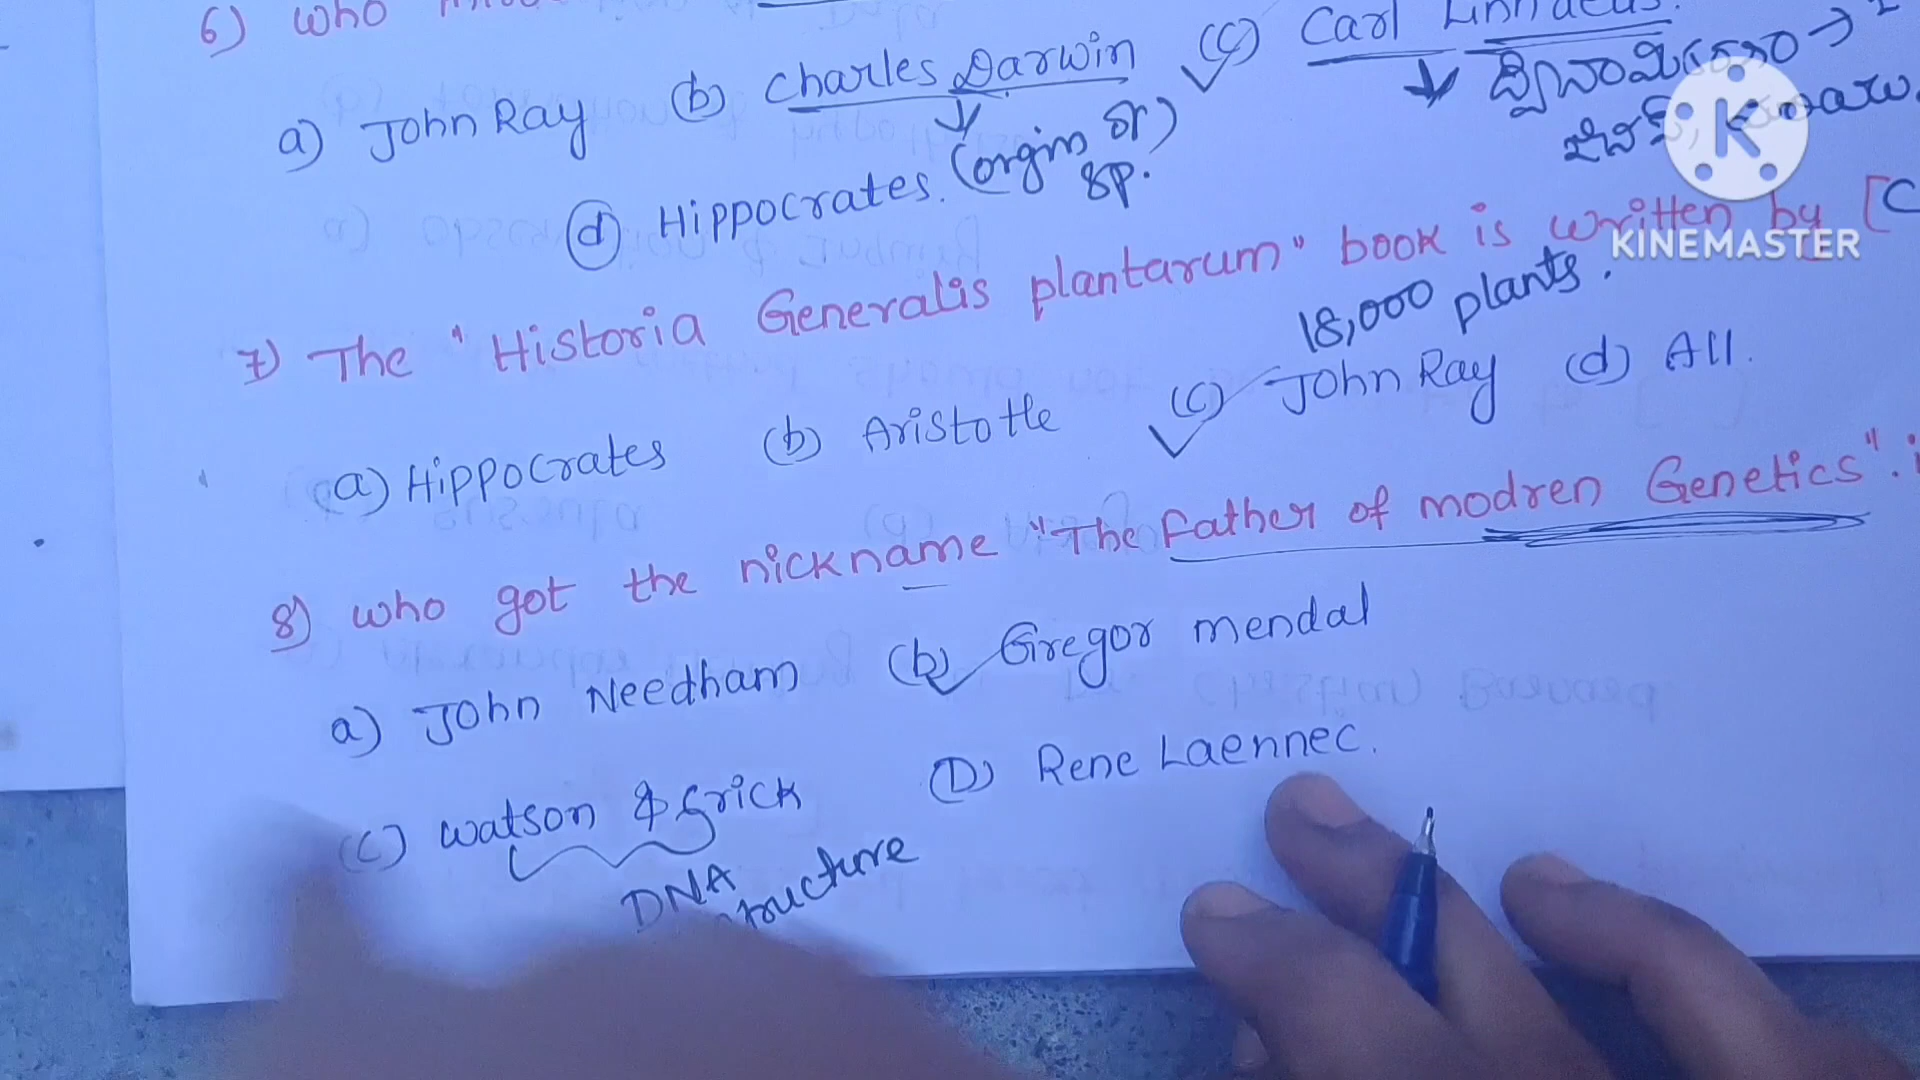 6) who
a) John Ray (b) Charles Darwin (c) Carl Linnaeus.
(orgin of sp.
(d) Hippocrates.
7) The "Historia Generalis plantarum" book is written by [C
18,000 plants.
(a) Hippocrates (b) Aristotle (c) John Ray (d) All.
8) who got the nickname "The Father of modren Genetics".
a) John Needham (b) Gregor mendal
(c) watson & crick (D) Rene Laennec.
DNA
structure
KINEMASTER